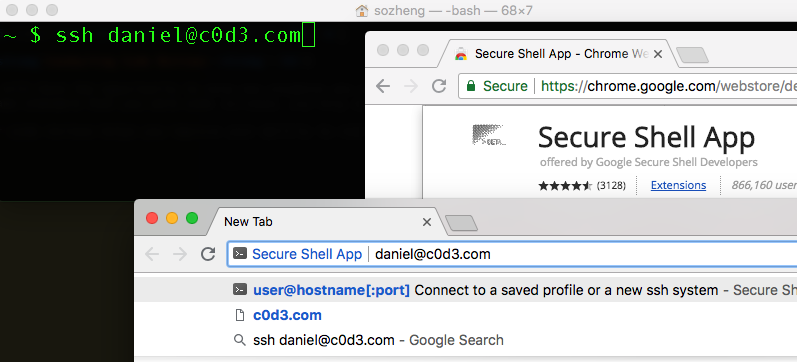 sozheng — -bash — 68×7
~ $ ssh daniel@c0d3.com
Secure Shell App - Chrome We
Secure https://chrome.google.com/webstore/de
Secure Shell App
offered by Google Secure Shell Developers
(3128) Extensions 866,160 user
New Tab
Secure Shell App daniel@c0d3.com
user@hostname[:port] Connect to a saved profile or a new ssh system - Secure Sh
c0d3.com
ssh daniel@c0d3.com - Google Search